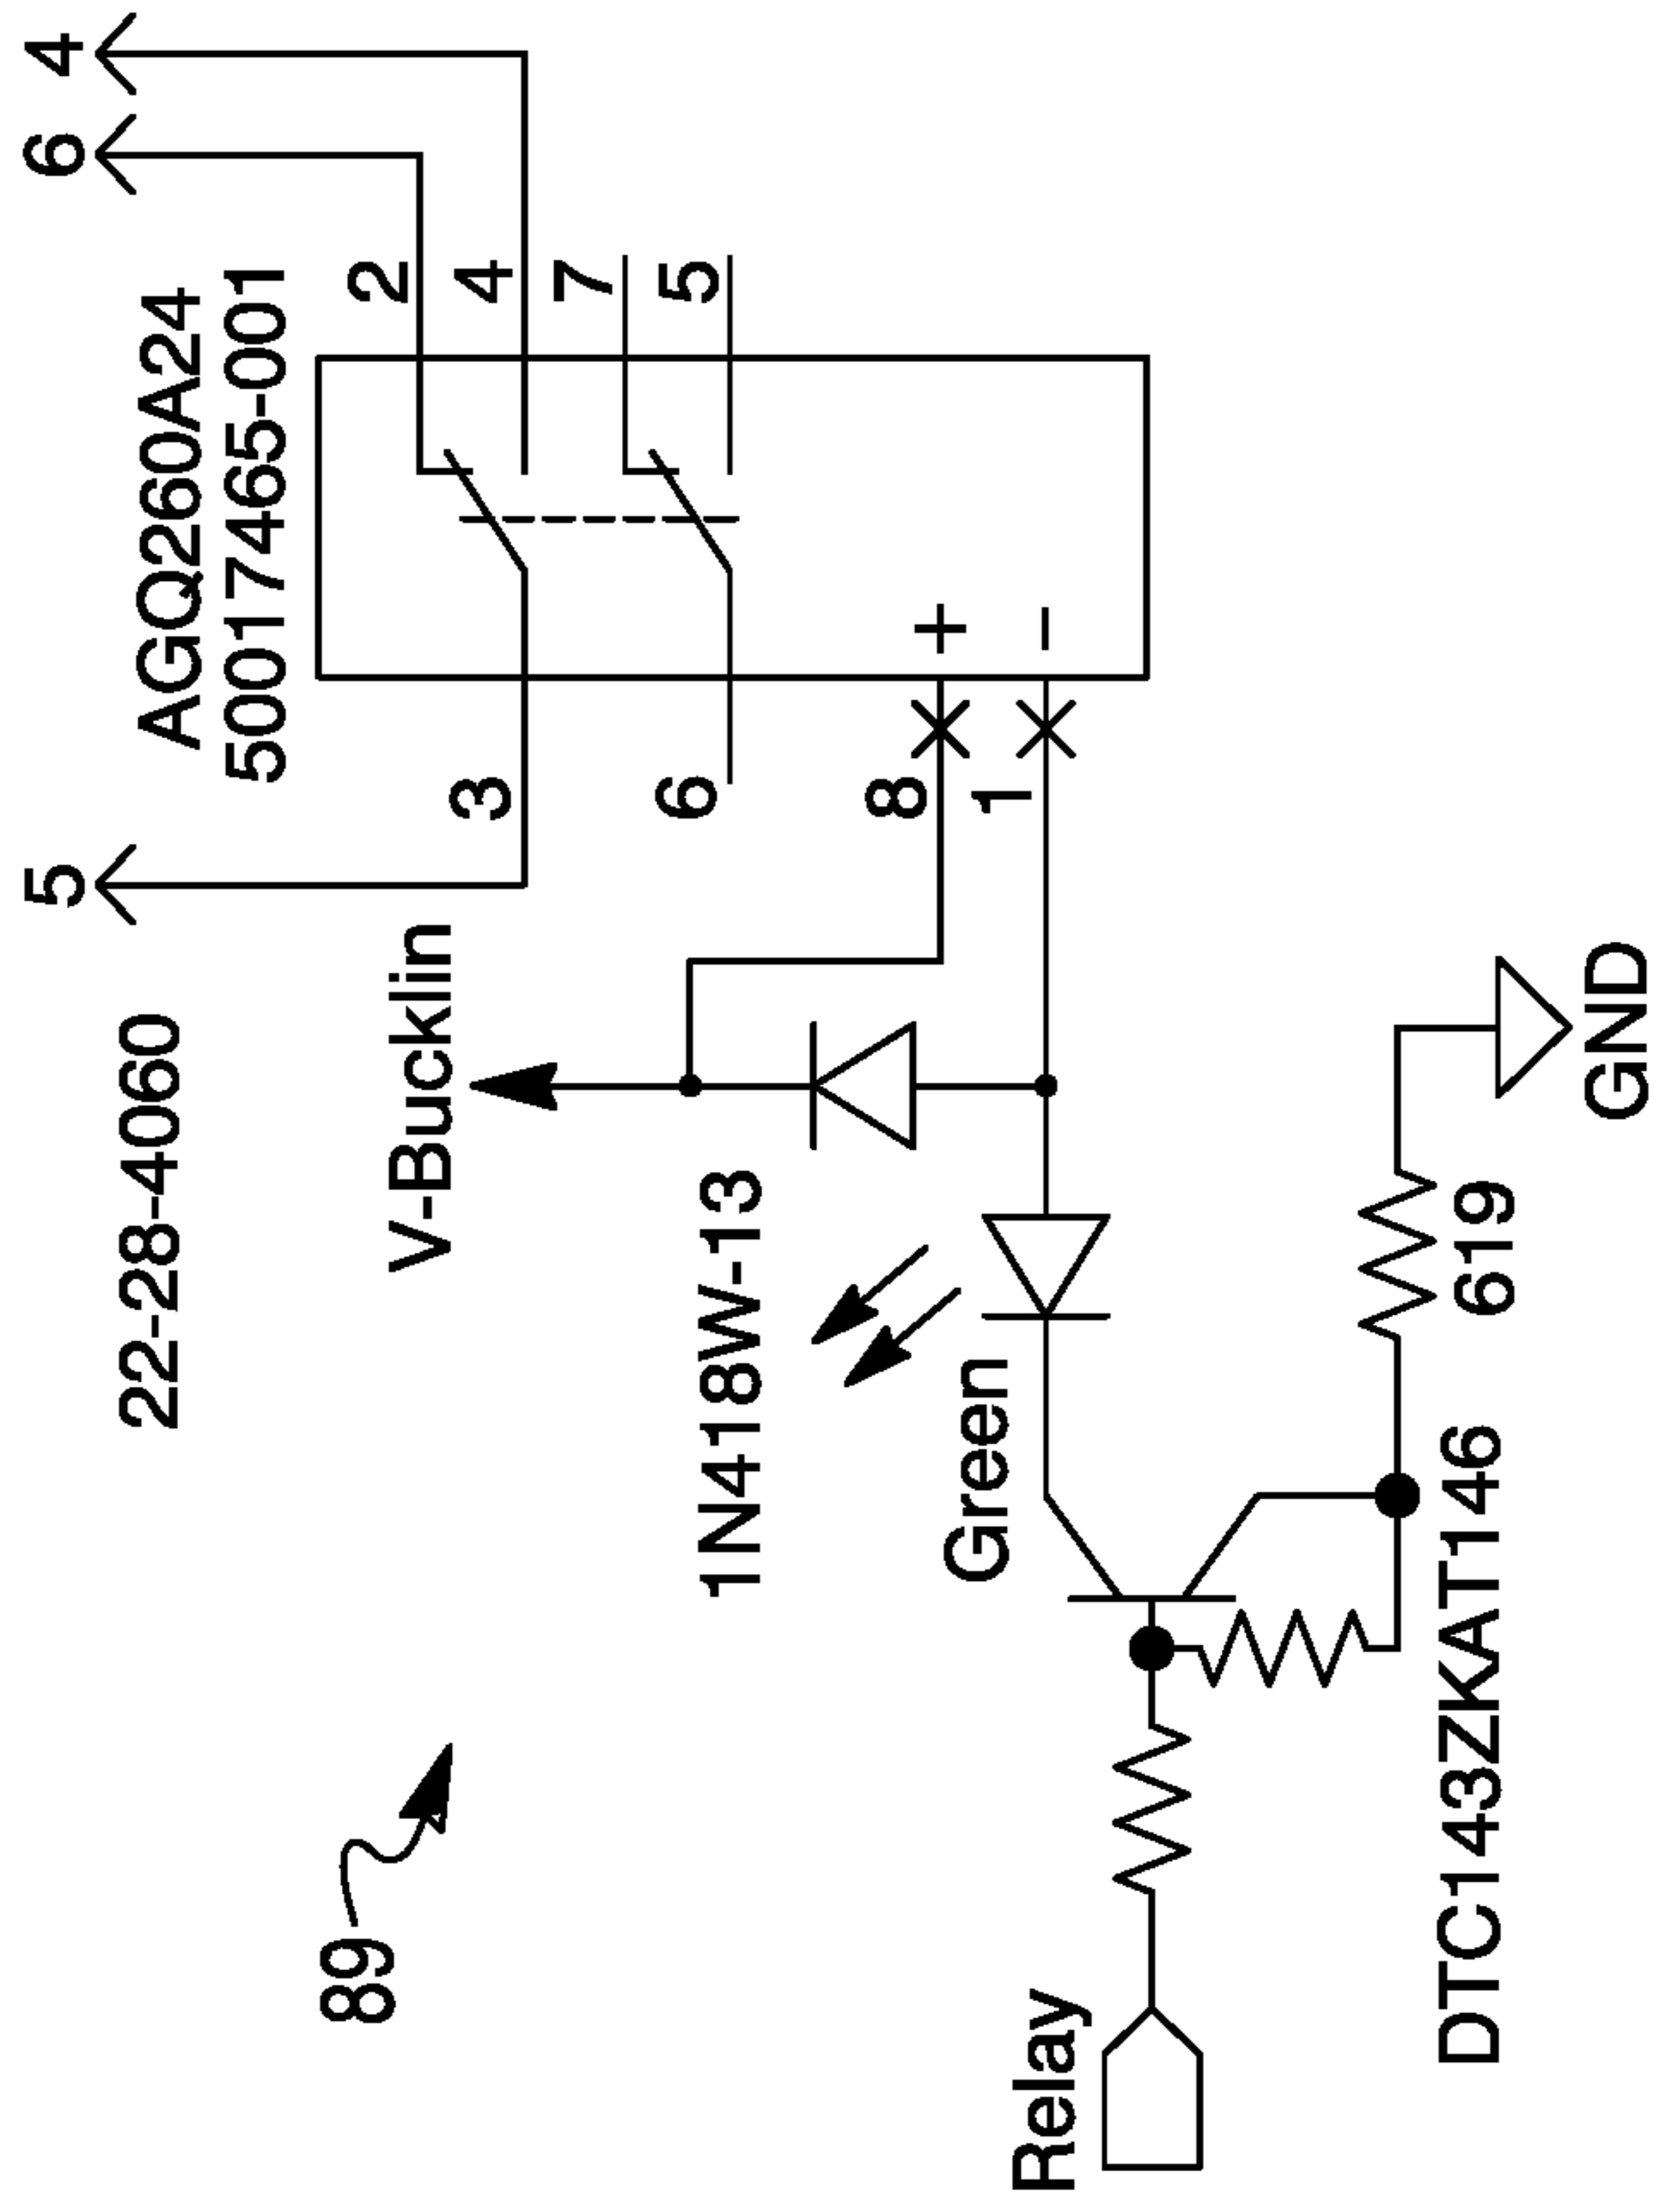 5
6
4
22-28-4060
AGQ260A24
50017465-001
89
2
V-Bucklin
3
4
7
6
5
1N418W-13
8
+
Green
1
−
Relay
DTC143ZKAT146
619
GND